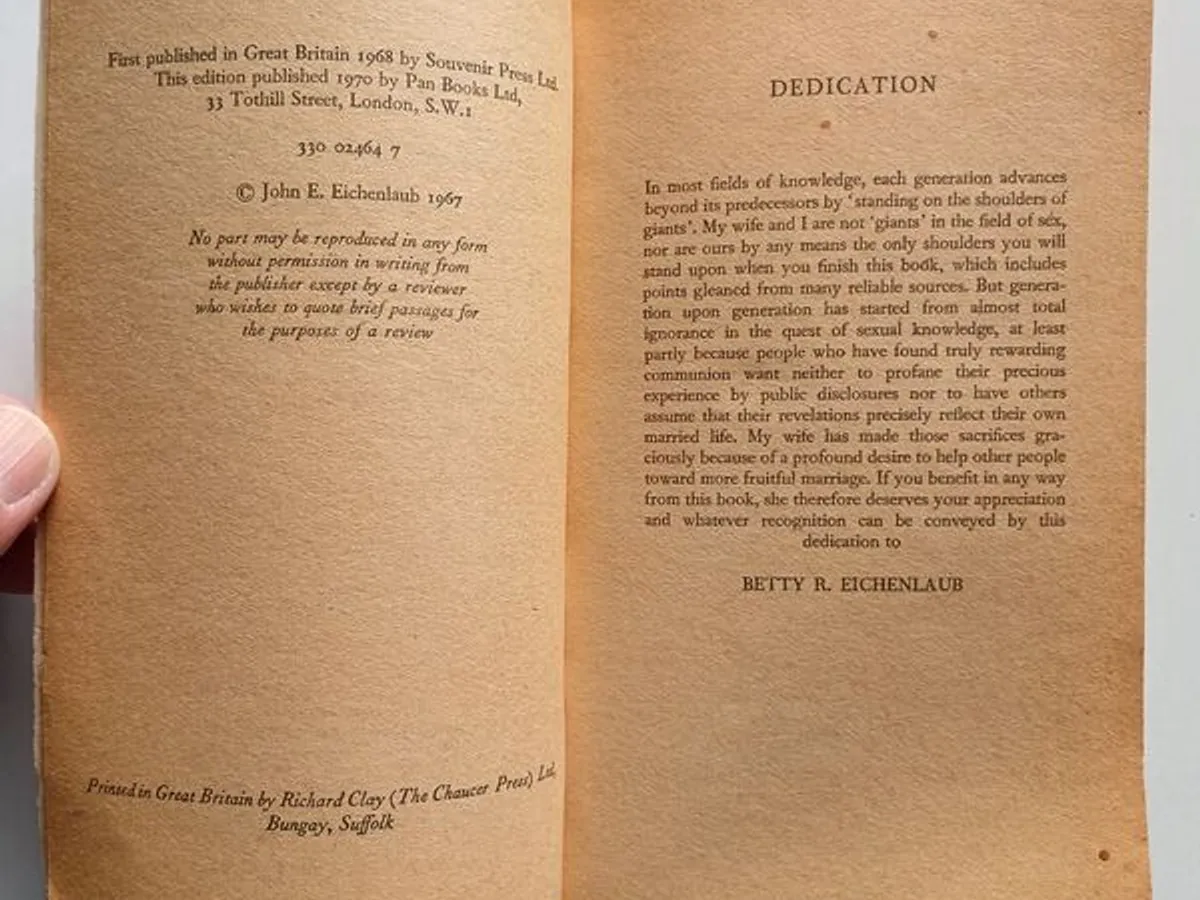 First published in Great Britain 1968 by Souvenir Press Ltd.
This edition published 1970 by Pan Books Ltd,
33 Tothill Street, London, S.W.1
330 02464 7
© John E. Eichenlaub 1967
No part may be reproduced in any form
without permission in writing from
the publisher except by a reviewer
who wishes to quote brief passages for
the purposes of a review
Printed in Great Britain by Richard Clay (The Chaucer Press) Ltd,
Bungay, Suffolk
DEDICATION
In most fields of knowledge, each generation advances
beyond its predecessors by ‘standing on the shoulders of
giants’. My wife and I are not ‘giants’ in the field of sex,
nor are ours by any means the only shoulders you will
stand upon when you finish this book, which includes
points gleaned from many reliable sources. But genera-
tion upon generation has started from almost total
ignorance in the quest of sexual knowledge, at least
partly because people who have found truly rewarding
communion want neither to profane their precious
experience by public disclosures nor to have others
assume that their revelations precisely reflect their own
married life. My wife has made those sacrifices gra-
ciously because of a profound desire to help other people
toward more fruitful marriage. If you benefit in any way
from this book, she therefore deserves your appreciation
and whatever recognition can be conveyed by this
dedication to
BETTY R. EICHENLAUB